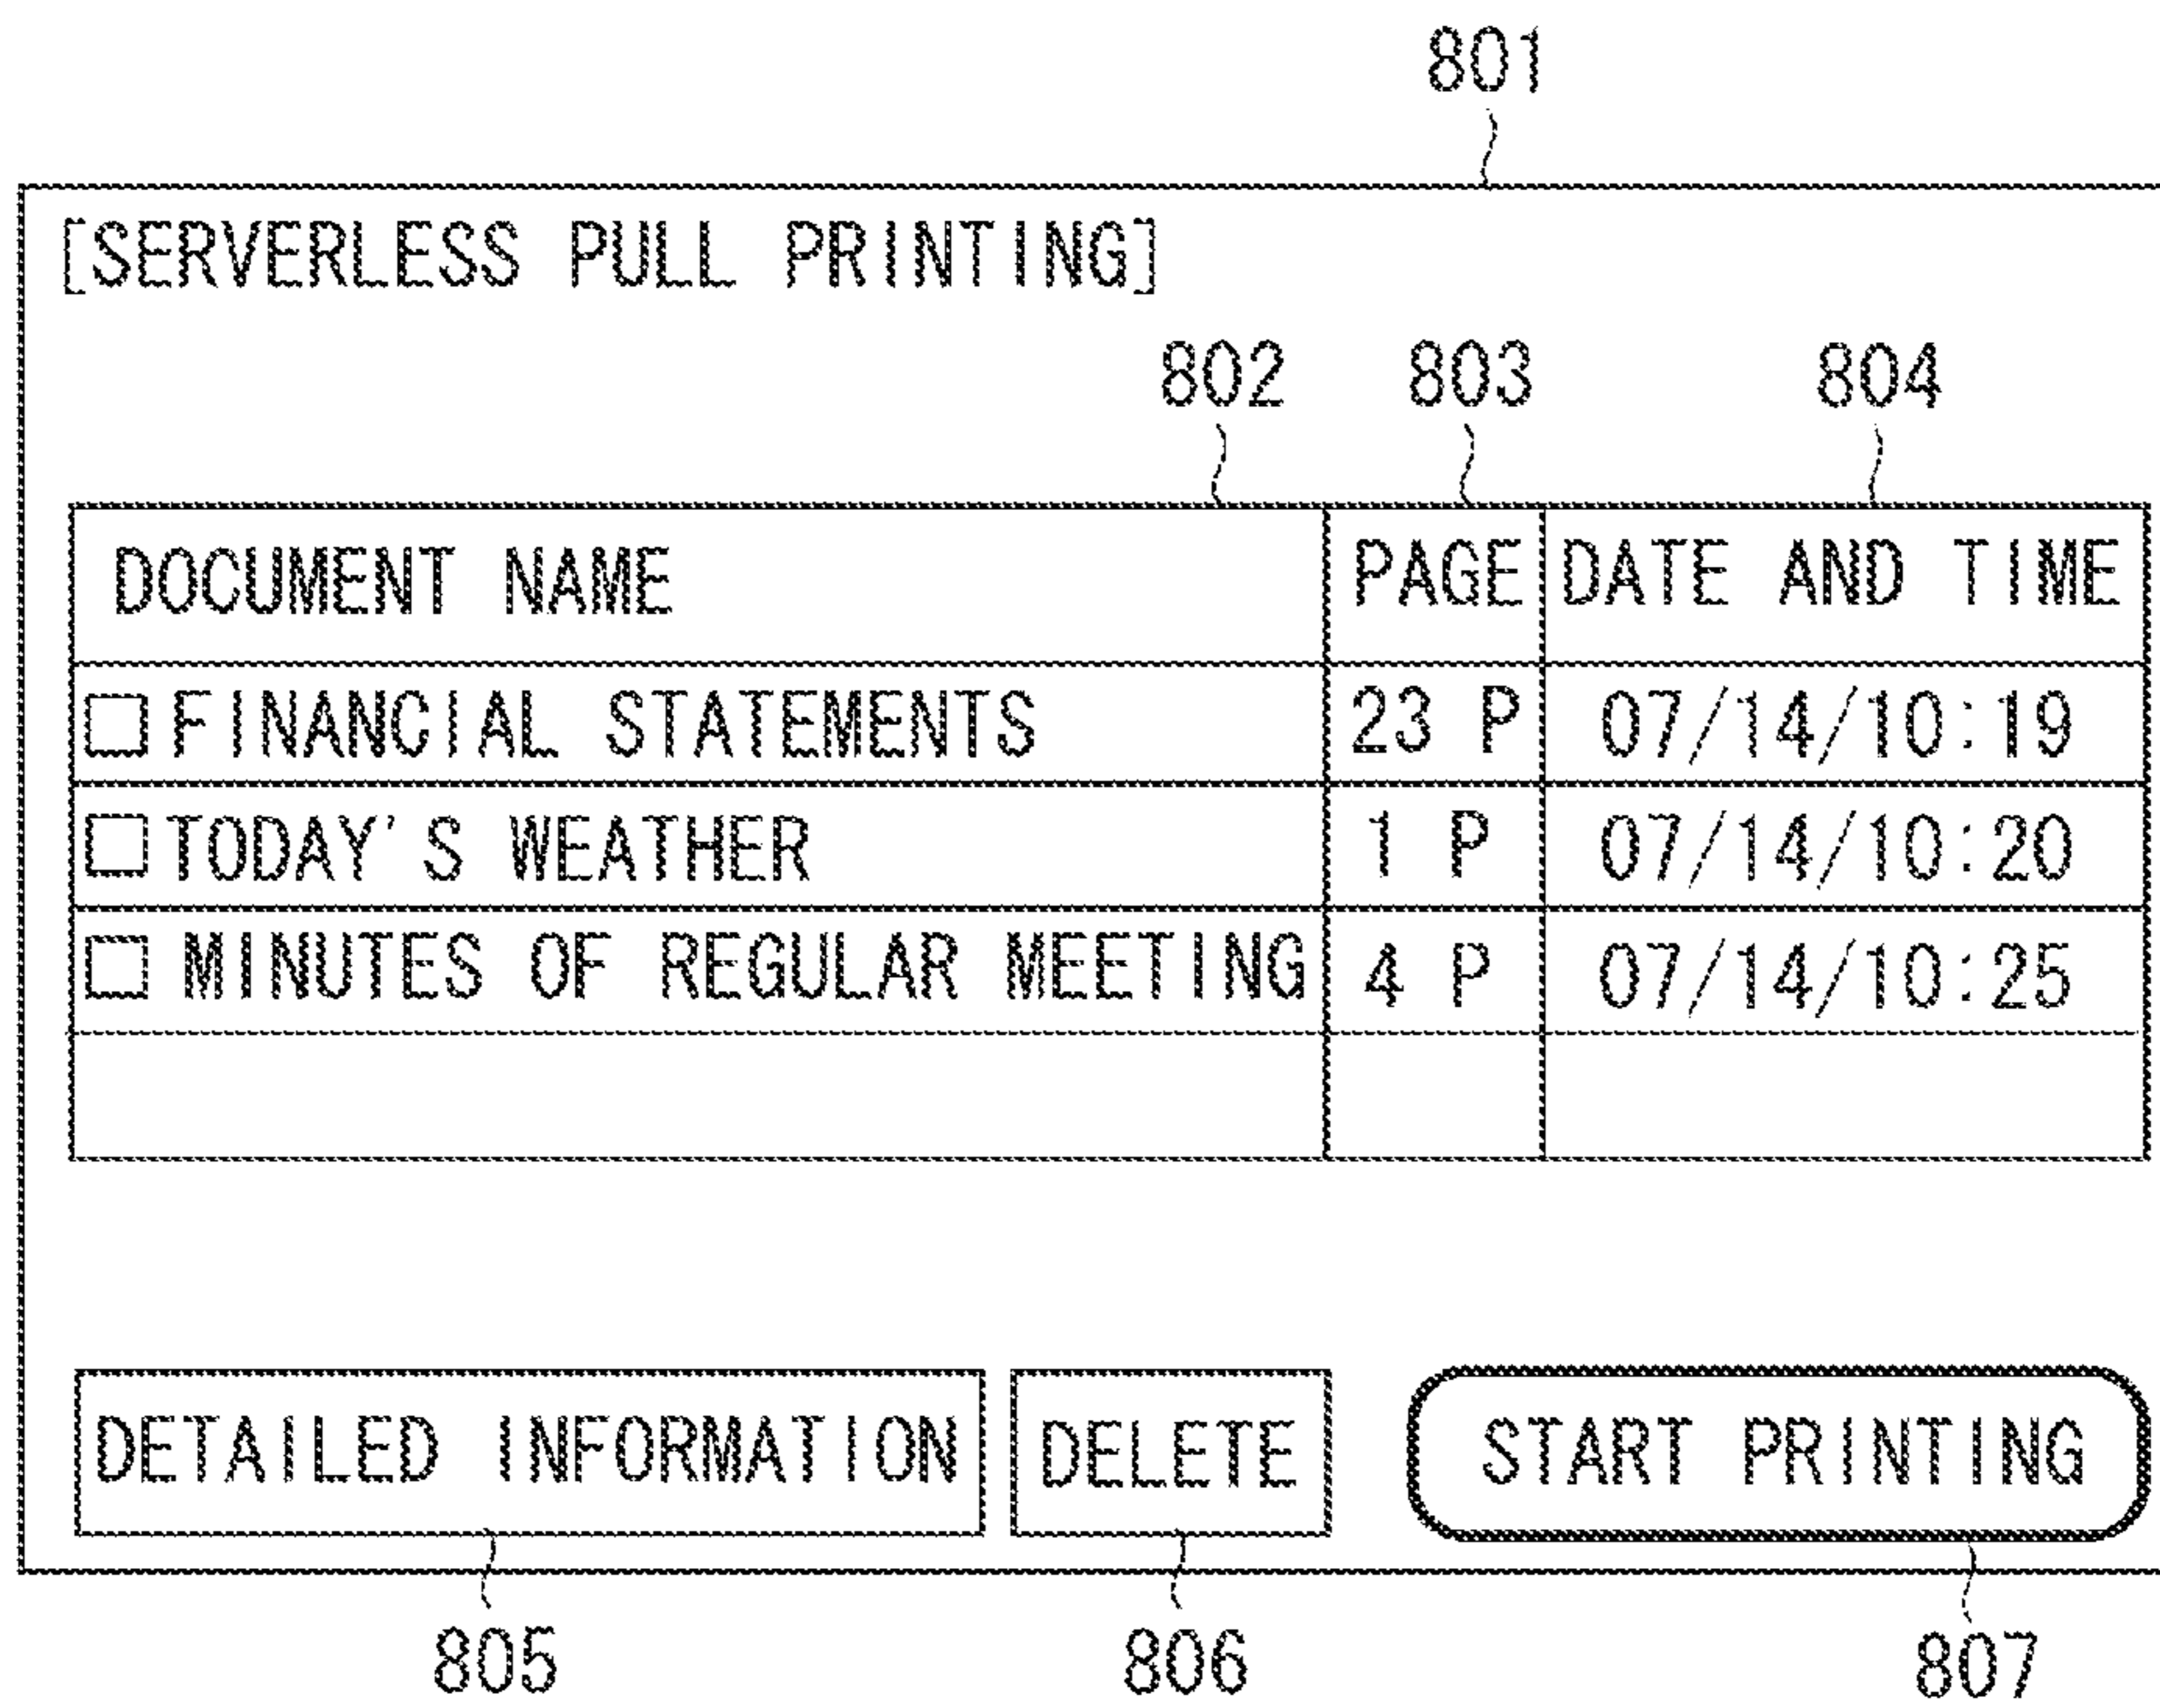 801
[SERVERLESS PULL PRINTING]
802 803 804
DOCUMENT NAME PAGE DATE AND TIME
FINANCIAL STATEMENTS 23 P 07/14/10:19
TODAY'S WEATHER 1 P 07/14/10:20
MINUTES OF REGULAR MEETING 4 P 07/14/10:25
DETAILED INFORMATION DELETE START PRINTING
805 806 807